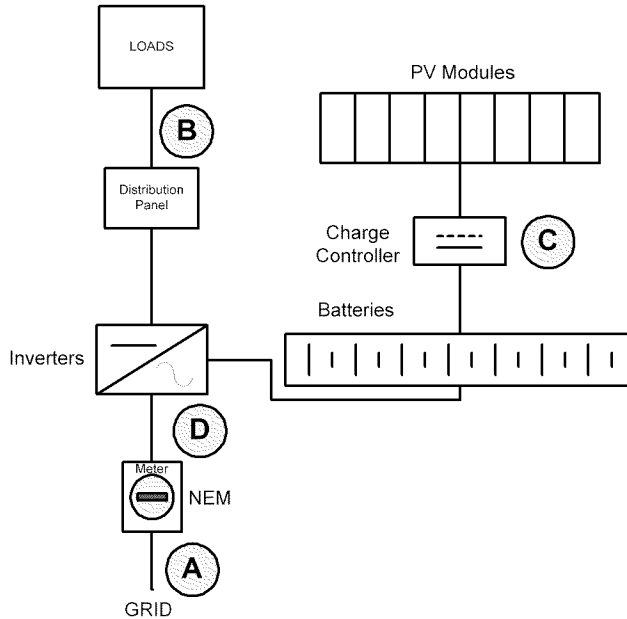 LOADS
PV Modules
B
Distribution
Panel
Charge
Controller
C
Batteries
Inverters
D
Meter
NEM
A
GRID